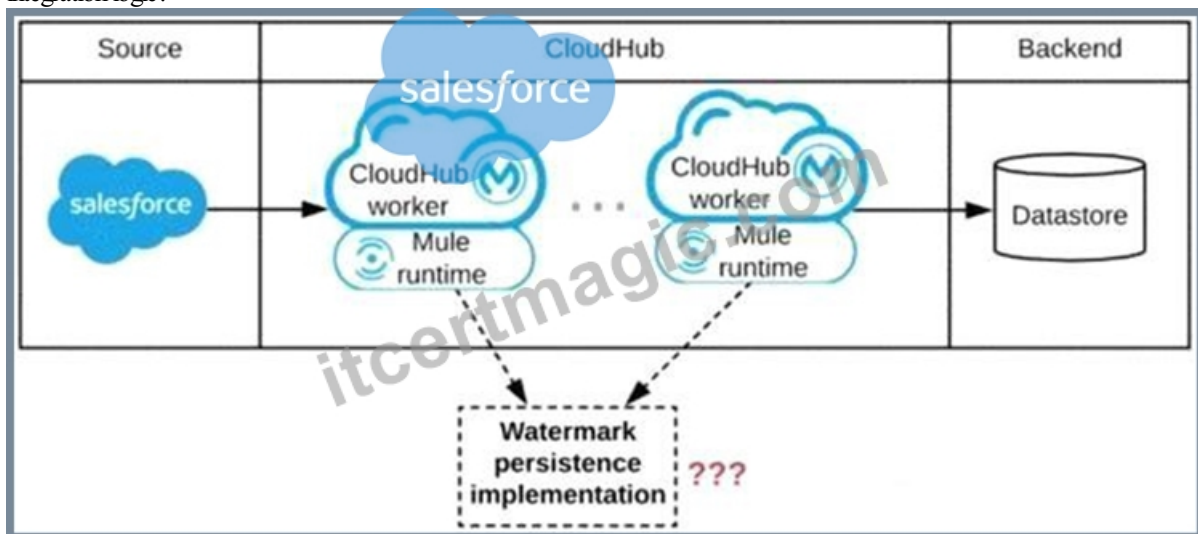 Source
CloudHub
Backend
salesforce
salesforce
CloudHub
worker
Mule
runtime
. . .
CloudHub
worker
Mule
runtime
Datastore
itcertmagic.com
Watermark
persistence
implementation
???